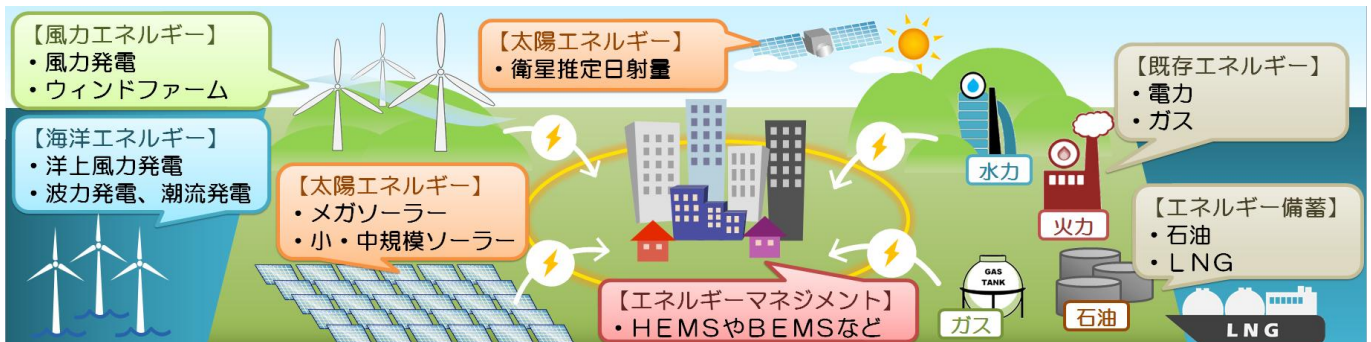 【風力エネルギー】
・風力発電
・ウィンドファーム
【海洋エネルギー】
・洋上風力発電
・波力発電、潮流発電
【太陽エネルギー】
・衛星推定日射量
【太陽エネルギー】
・メガソーラー
・小・中規模ソーラー
【エネルギーマネジメント】
・HEMSやBEMSなど
水力
火力
GAS
TANK
ガス
石油
【既存エネルギー】
・電力
・ガス
【エネルギー備蓄】
・石油
・LNG
LNG